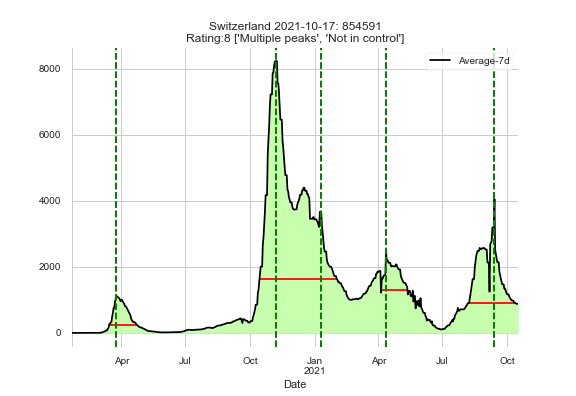 Switzerland 2021-10-17: 854591
Rating:8 ['Multiple peaks', 'Not in control']
Average-7d
8000
6000
4000
2000
0
Apr Jul Oct Jan Apr Jul Oct
2021
Date